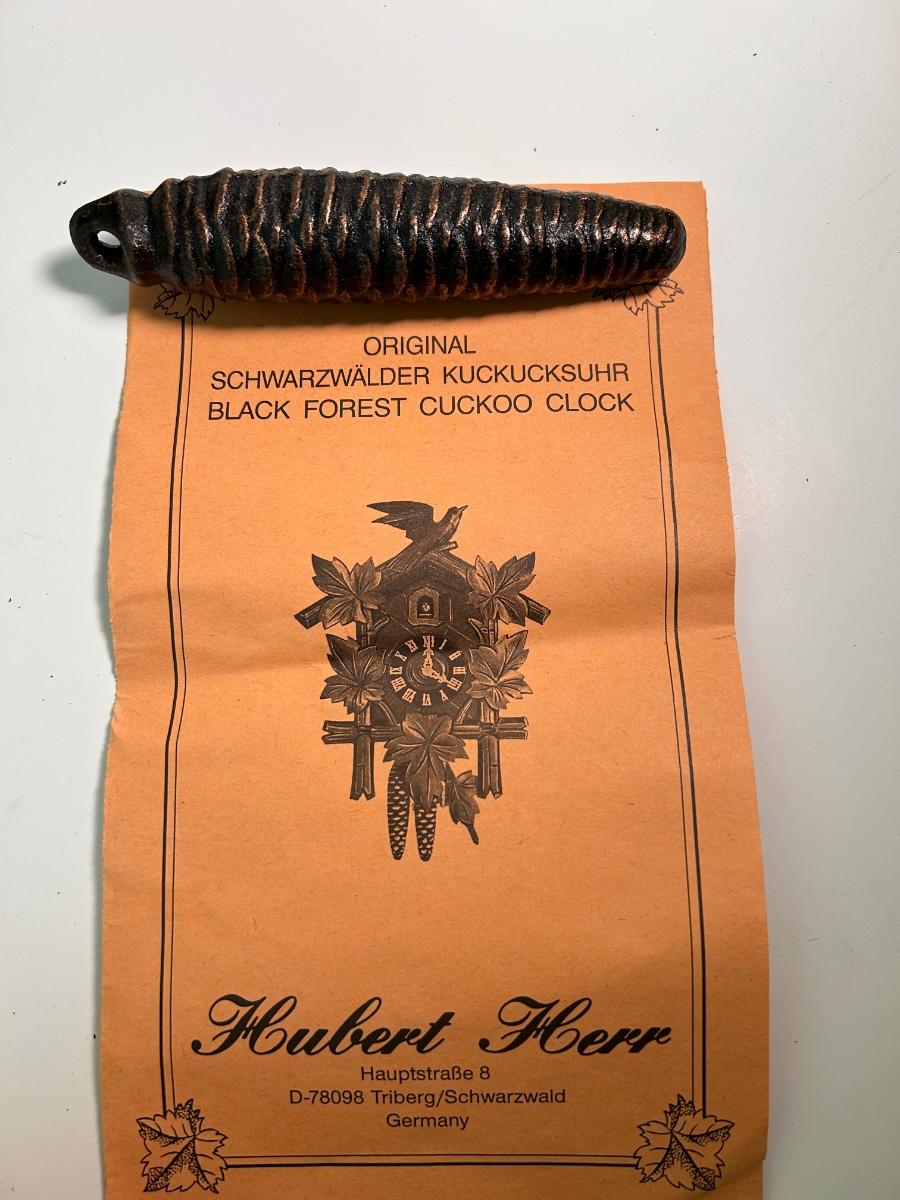 ORIGINAL
SCHWARZWÄLDER KUCKUCKSUHR
BLACK FOREST CUCKOO CLOCK
Hubert Herr
Hauptstraße 8
D-78098 Triberg/Schwarzwald
Germany